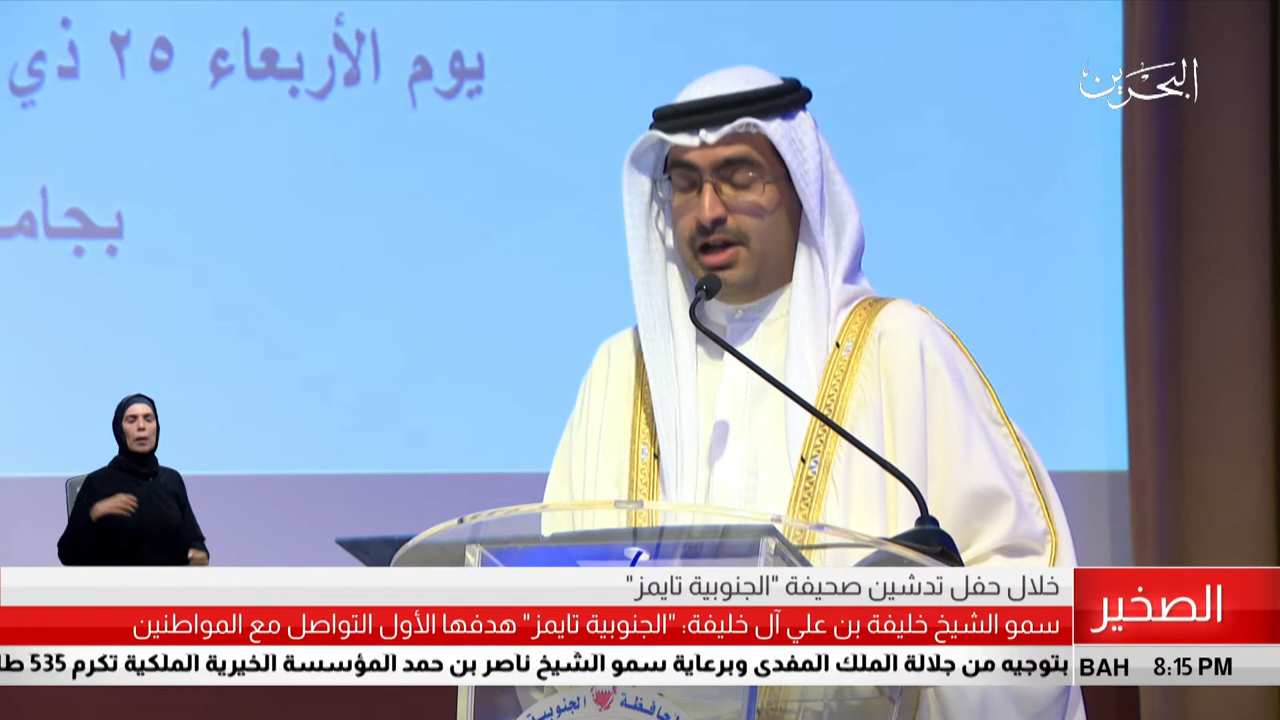 يوم الأربعاء ٢٥ ذي
البحرين
خلال حفل تدشين صحيفة "الجنوبية تايمز"
الصخير
سمو الشيخ خليفة بن علي آل خليفة: "الجنوبية تايمز" هدفها الأول التواصل مع المواطنين
بتوجيه من جلالة الملك المفدى وبرعاية سمو الشيخ ناصر بن حمد المؤسسة الخيرية الملكية تكرم 535
BAH 8:15 PM
الجنوبية